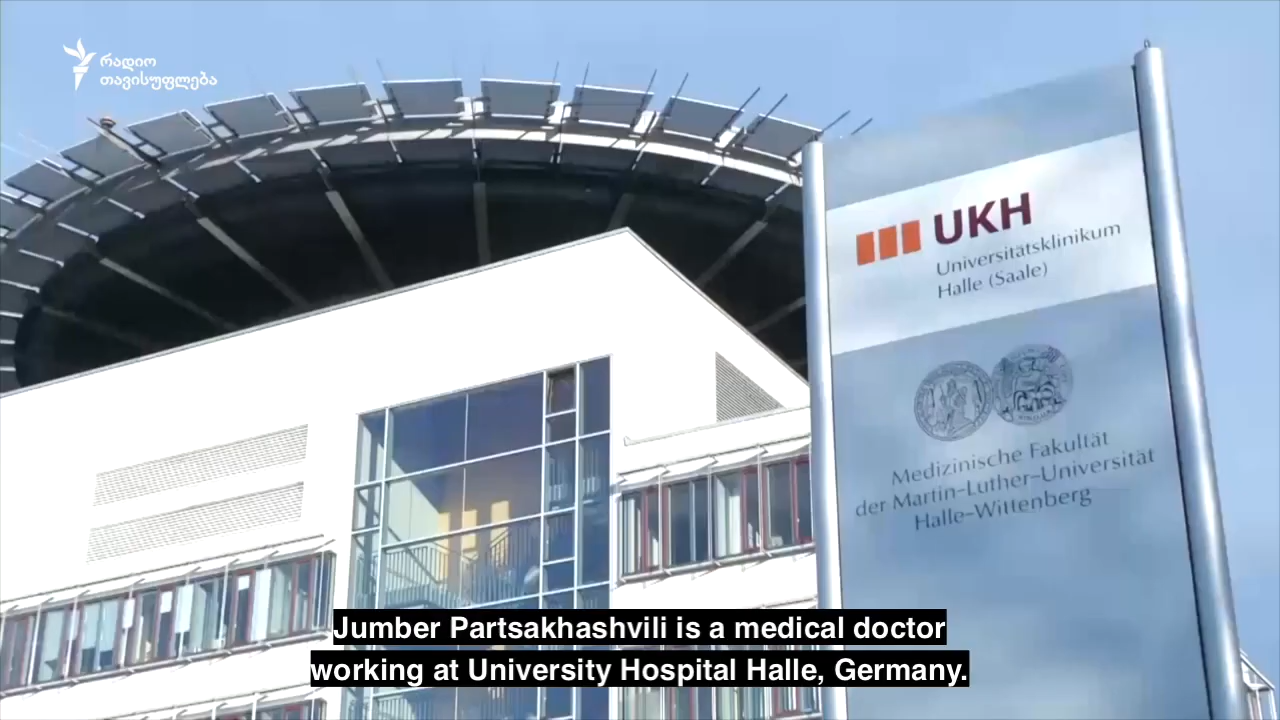 რადიო
თავისუფლება
UKH
Universitätsklinikum
Halle (Saale)
Medizinische Fakultät
der Martin-Luther-Universität
Halle-Wittenberg
Jumber Partsakhashvili is a medical doctor
working at University Hospital Halle, Germany.